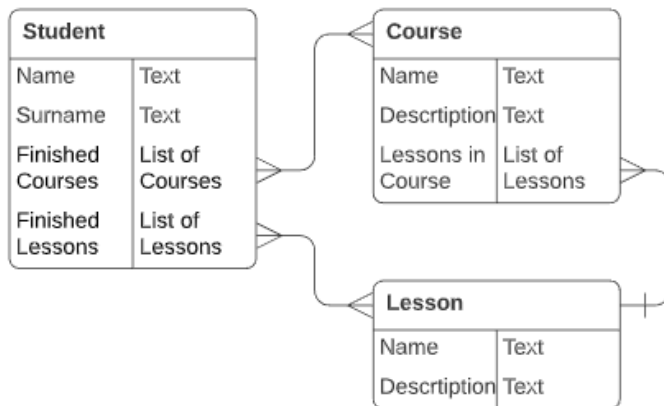 Student
Name Text
Surname Text
Finished Courses List of Courses
Finished Lessons List of Lessons
Course
Name Text
Descrtiption Text
Lessons in Course List of Lessons
Lesson
Name Text
Descrtiption Text